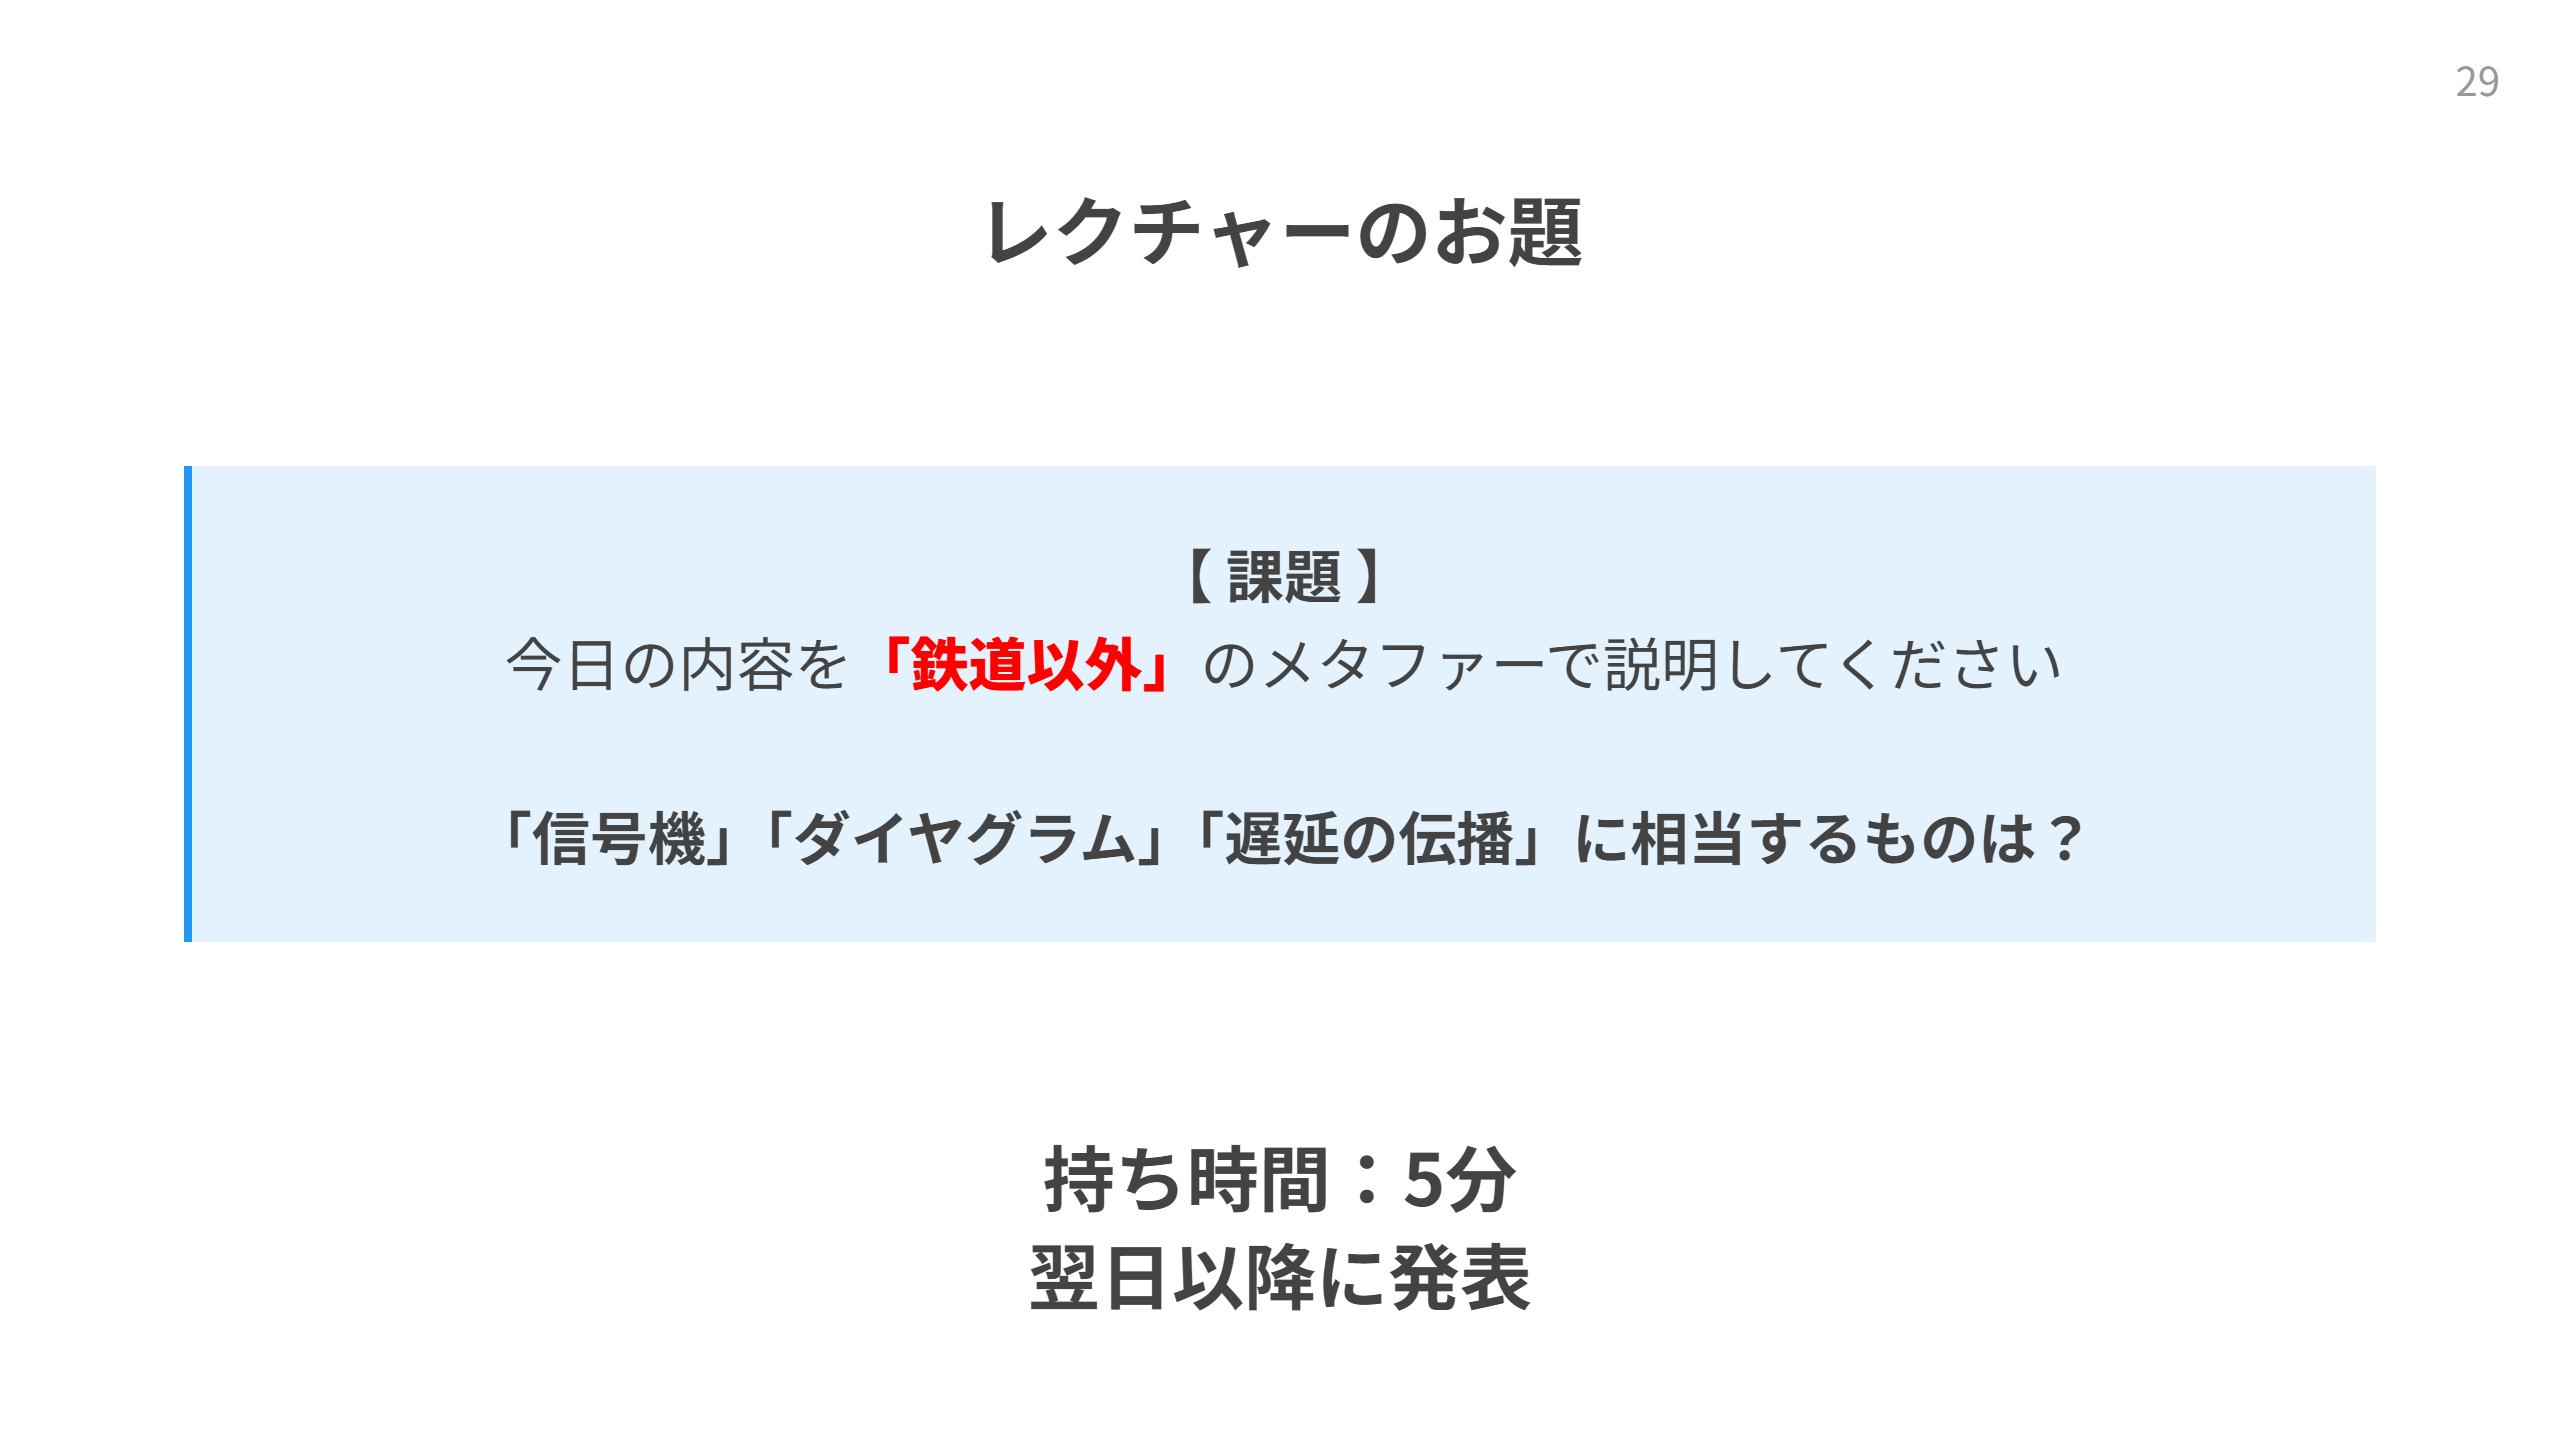 29
レクチャーのお題
【 課題 】
今日の内容を「鉄道以外」のメタファーで説明してください
「信号機」「ダイヤグラム」「遅延の伝播」に相当するものは？
持ち時間：5分
翌日以降に発表